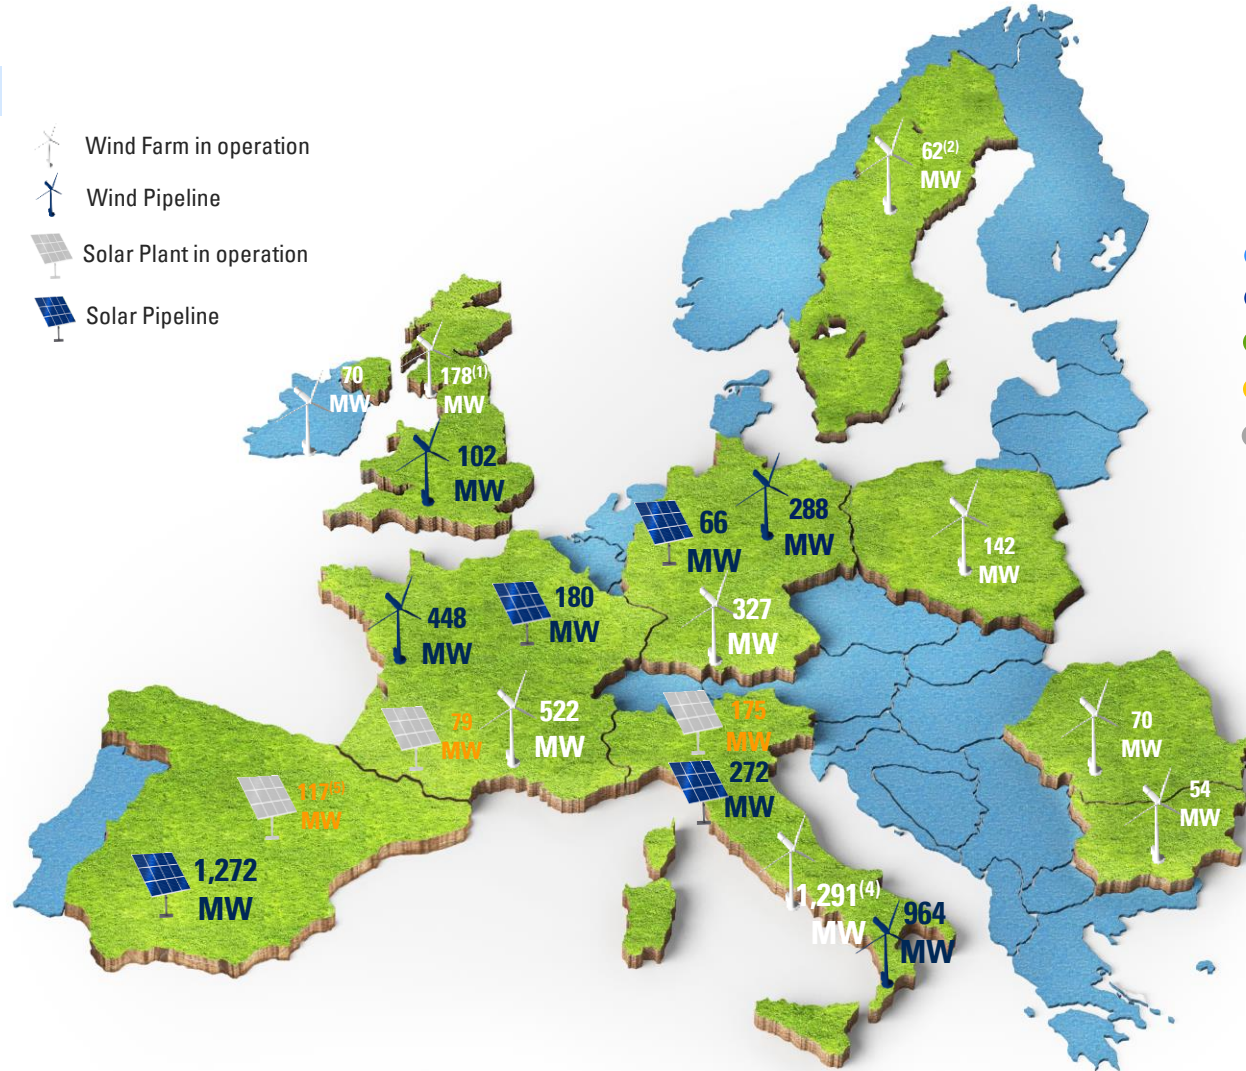 Wind Farm in operation
Wind Pipeline
Solar Plant in operation
Solar Pipeline
62(2)
MW
70
MW
178(1)
MW
102
MW
66
MW
288
MW
142
MW
448
MW
180
MW
327
MW
79
MW
522
MW
175
MW
272
MW
70
MW
54
MW
117(5)
MW
1,272
MW
1,291(4)
MW
964
MW